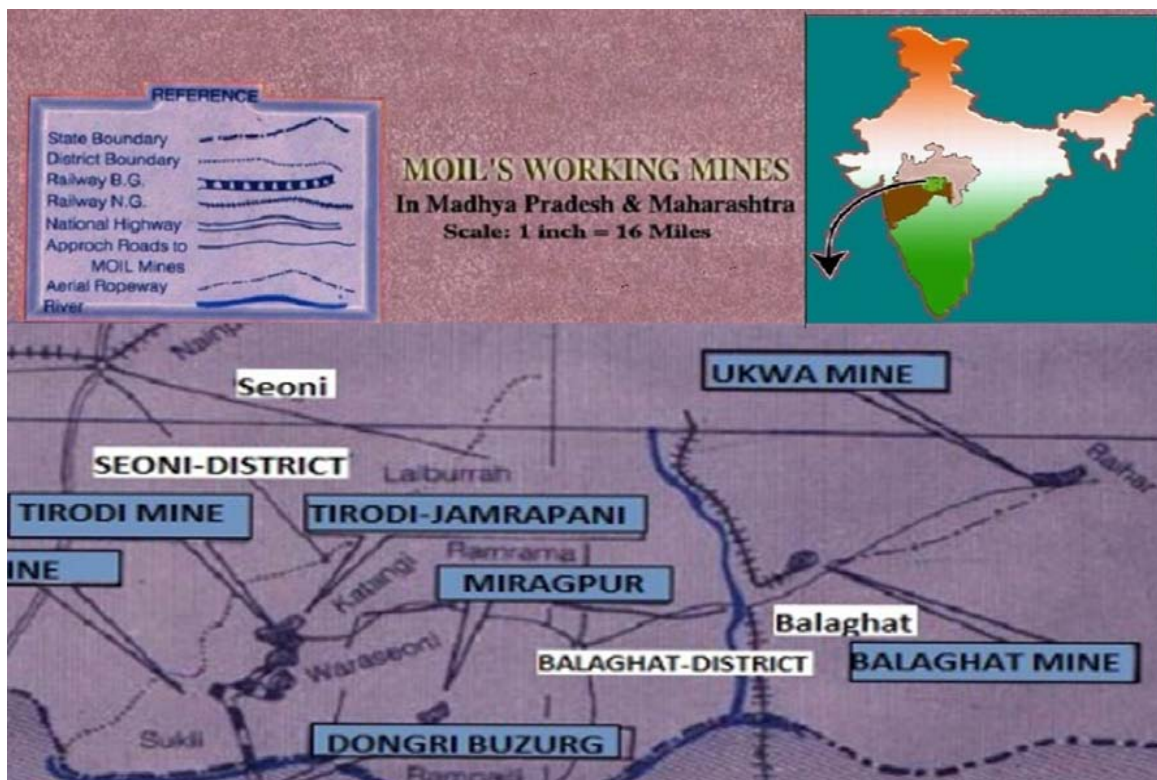 REFERENCE
State Boundary
District Boundary
Railway B.G.
Railway N.G.
National Highway
Approch Roads to
MOIL Mines
Aerial Ropeway
River
MOIL'S WORKING MINES
In Madhya Pradesh & Maharashtra
Scale: 1 inch = 16 Miles
Seoni
UKWA MINE
SEONI-DISTRICT
Lalburrah
Baihar
TIRODI MINE
TIRODI-JAMRAPANI
Ramrama
INE
Katangi
MIRAGPUR
Waraseoni
Balaghat
BALAGHAT-DISTRICT
BALAGHAT MINE
Sukli
DONGRI BUZURG